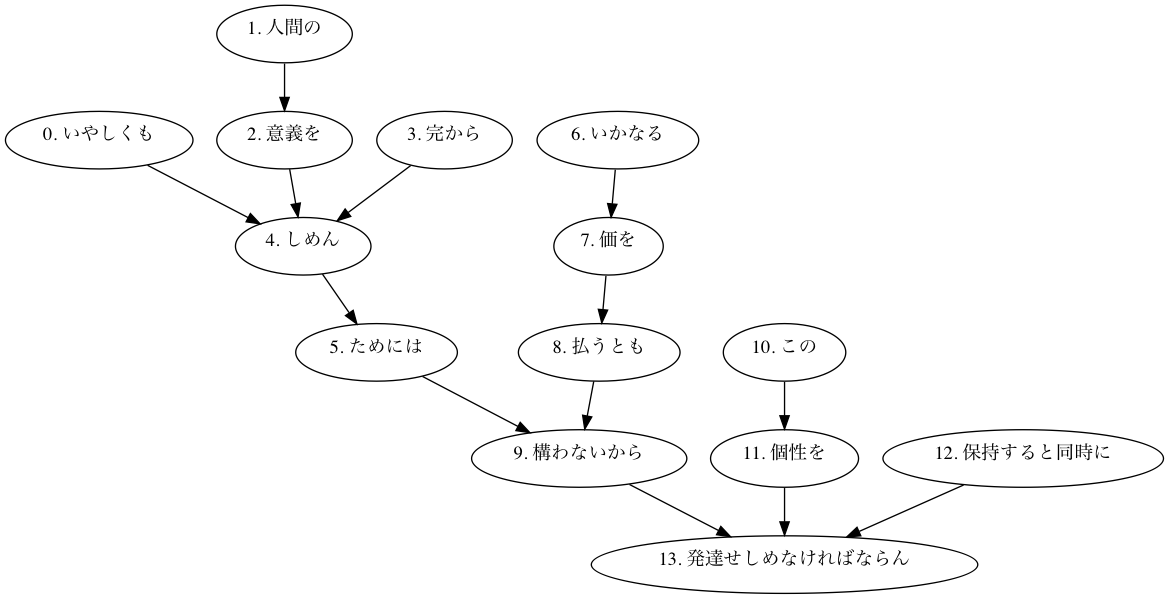 1. 人間の
0. いやしくも
2. 意義を
3. 完から
6. いかなる
4. しめん
7. 価を
5. ためには
8. 払うとも
10. この
9. 構わないから
11. 個性を
12. 保持すると同時に
13. 発達せしめなければならん